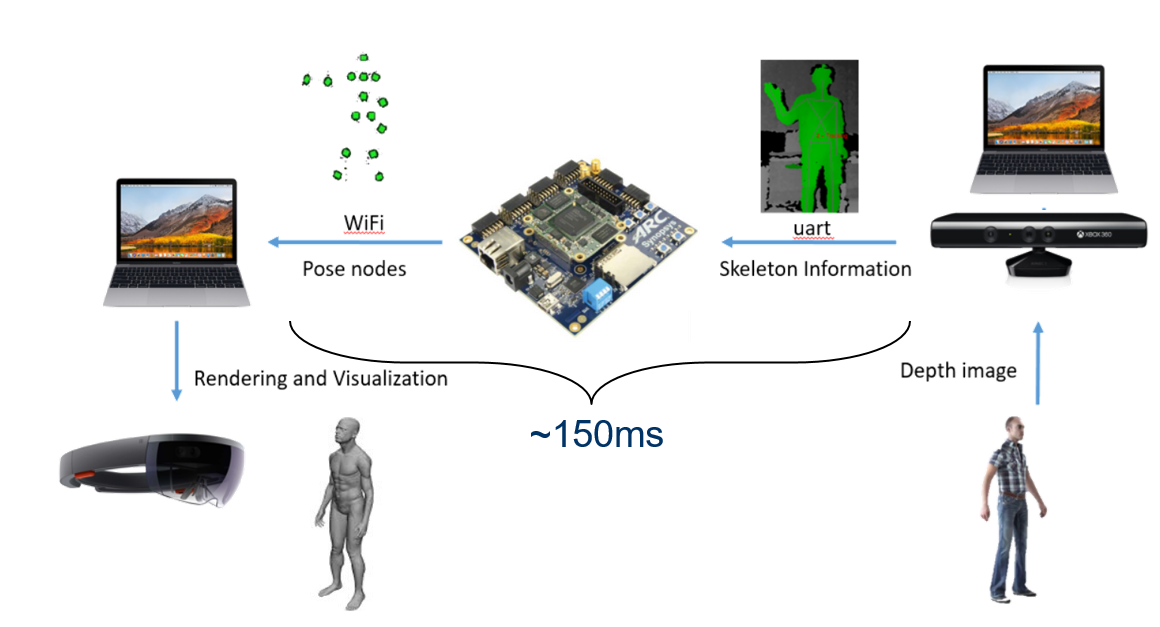 WiFi
Pose nodes
uart
Skeleton Information
ARC
Synopsys
XBOX 360
Rendering and Visualization
Depth image
~150ms